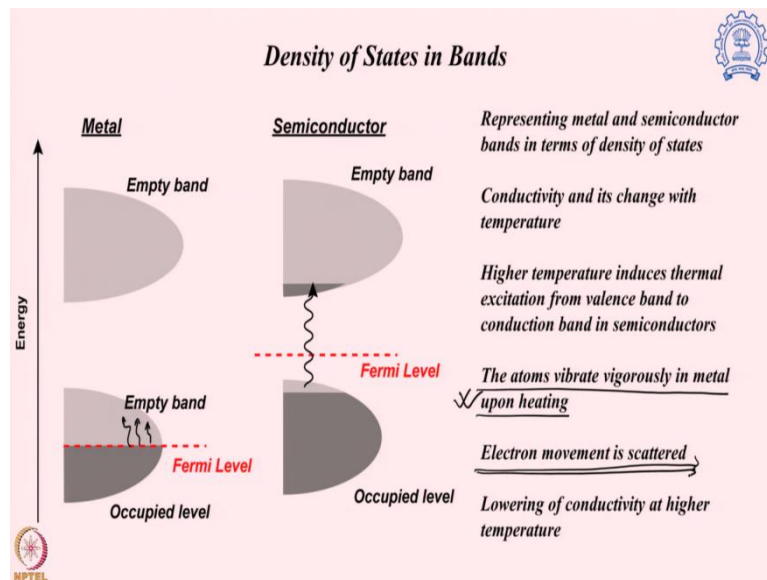 Density of States in Bands
Metal
Semiconductor
Energy
Empty band
Empty band
Empty band
Fermi Level
Occupied level
Fermi Level
Occupied level
Representing metal and semiconductor
bands in terms of density of states
Conductivity and its change with
temperature
Higher temperature induces thermal
excitation from valence band to
conduction band in semiconductors
The atoms vibrate vigorously in metal
upon heating
Electron movement is scattered
Lowering of conductivity at higher
temperature
NPTEL